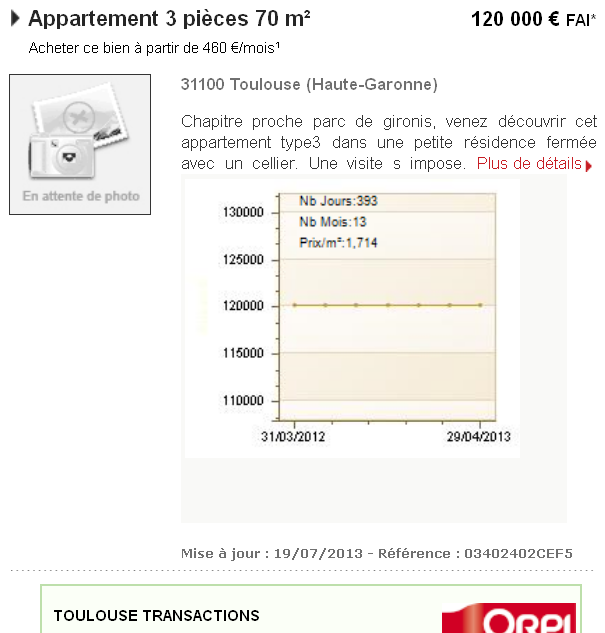 Appartement 3 pièces 70 m² 120 000 € FAI*
Acheter ce bien à partir de 460 €/mois¹
31100 Toulouse (Haute-Garonne)
Chapitre proche parc de gironis, venez découvrir cet
appartement type3 dans une petite résidence fermée
avec un cellier. Une visite s impose. Plus de détails
En attente de photo
Nb Jours:393
Nb Mois:13
Prix/m²:1,714
130000
125000
120000
115000
110000
31/03/2012 29/04/2013
Mise à jour : 19/07/2013 - Référence : 03402402CEF5
TOULOUSE TRANSACTIONS
ORPI